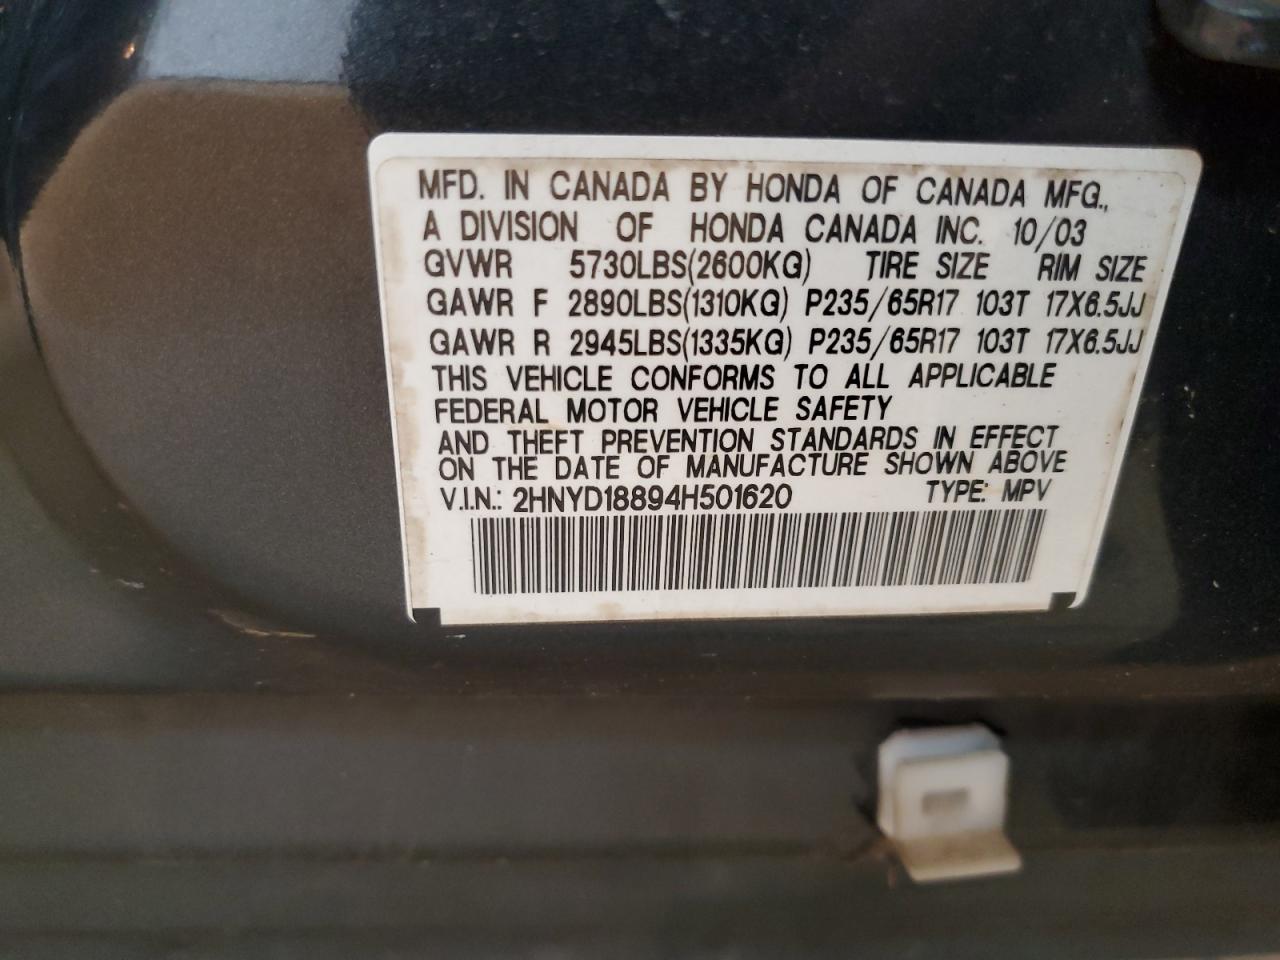 MFD. IN CANADA BY HONDA OF CANADA MFG.,
A DIVISION OF HONDA CANADA INC. 10/03
GVWR 5730LBS(2600KG) TIRE SIZE RIM SIZE
GAWR F 2890LBS(1310KG) P235/65R17 103T 17X6.5JJ
GAWR R 2945LBS(1335KG) P235/65R17 103T 17X6.5JJ
THIS VEHICLE CONFORMS TO ALL APPLICABLE
FEDERAL MOTOR VEHICLE SAFETY
AND THEFT PREVENTION STANDARDS IN EFFECT
ON THE DATE OF MANUFACTURE SHOWN ABOVE
V.I.N.: 2HNYD18894H501620 TYPE: MPV